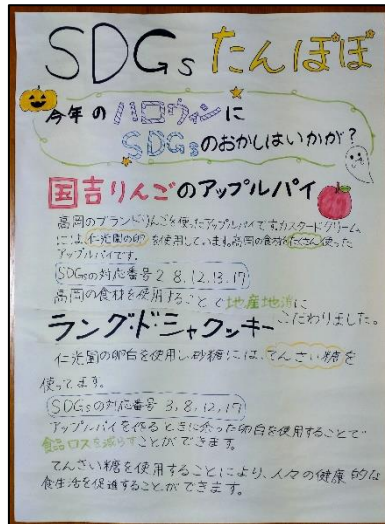 SDGs たんぽぽ
今年のハロウィンに
SDGsのおかしはいかが？
国吉りんごのアップルパイ
高岡のブランドりんごを使ったアップルパイです。カスタードクリーム
には、仁光園の卵を使用しています。高岡の食材をたくさん使った
アップルパイです。
SDGsの対応番号 2 8, 12, 13, 17
高岡の食材を使用することで地産地消に
こだわりました。
ラング・ド・シャクッキー
仁光園の卵白を使用し、砂糖には、てんさい糖を
使ってます。
SDGsの対応番号 3, 8, 12, 17
アップルパイを作るときに余った卵白を使用することで
食品ロスを減らすことができます。
てんさい糖を使用することにより、人々の健康的な
食生活を促進することができます。